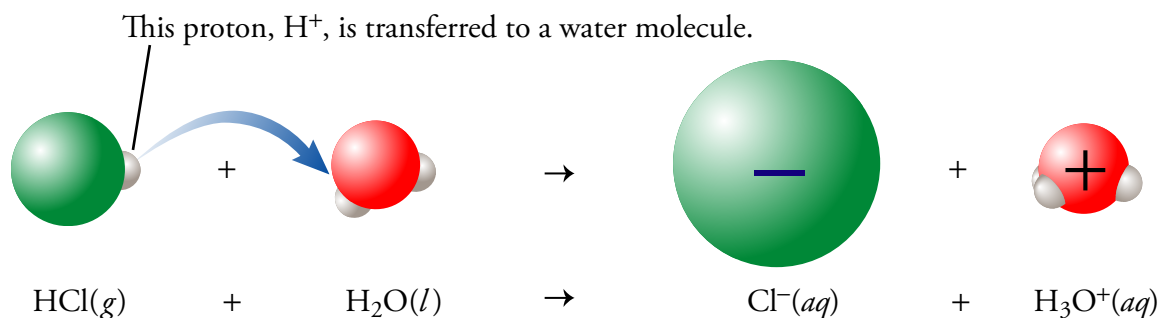 This proton, H⁺, is transferred to a water molecule.
+ → − + +
HCl(g) + H₂O(l) → Cl⁻(aq) + H₃O⁺(aq)